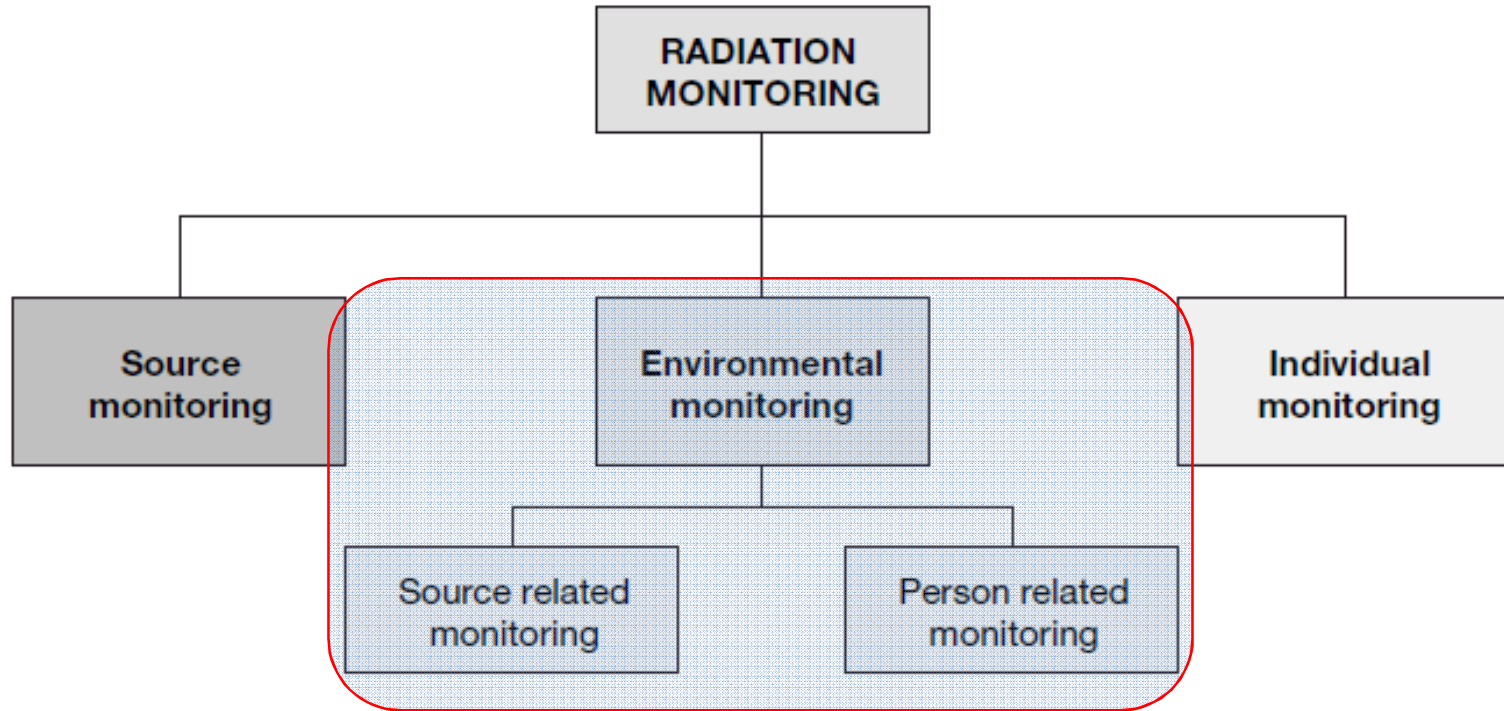 RADIATION
MONITORING
Source
monitoring
Environmental
monitoring
Individual
monitoring
Source related
monitoring
Person related
monitoring